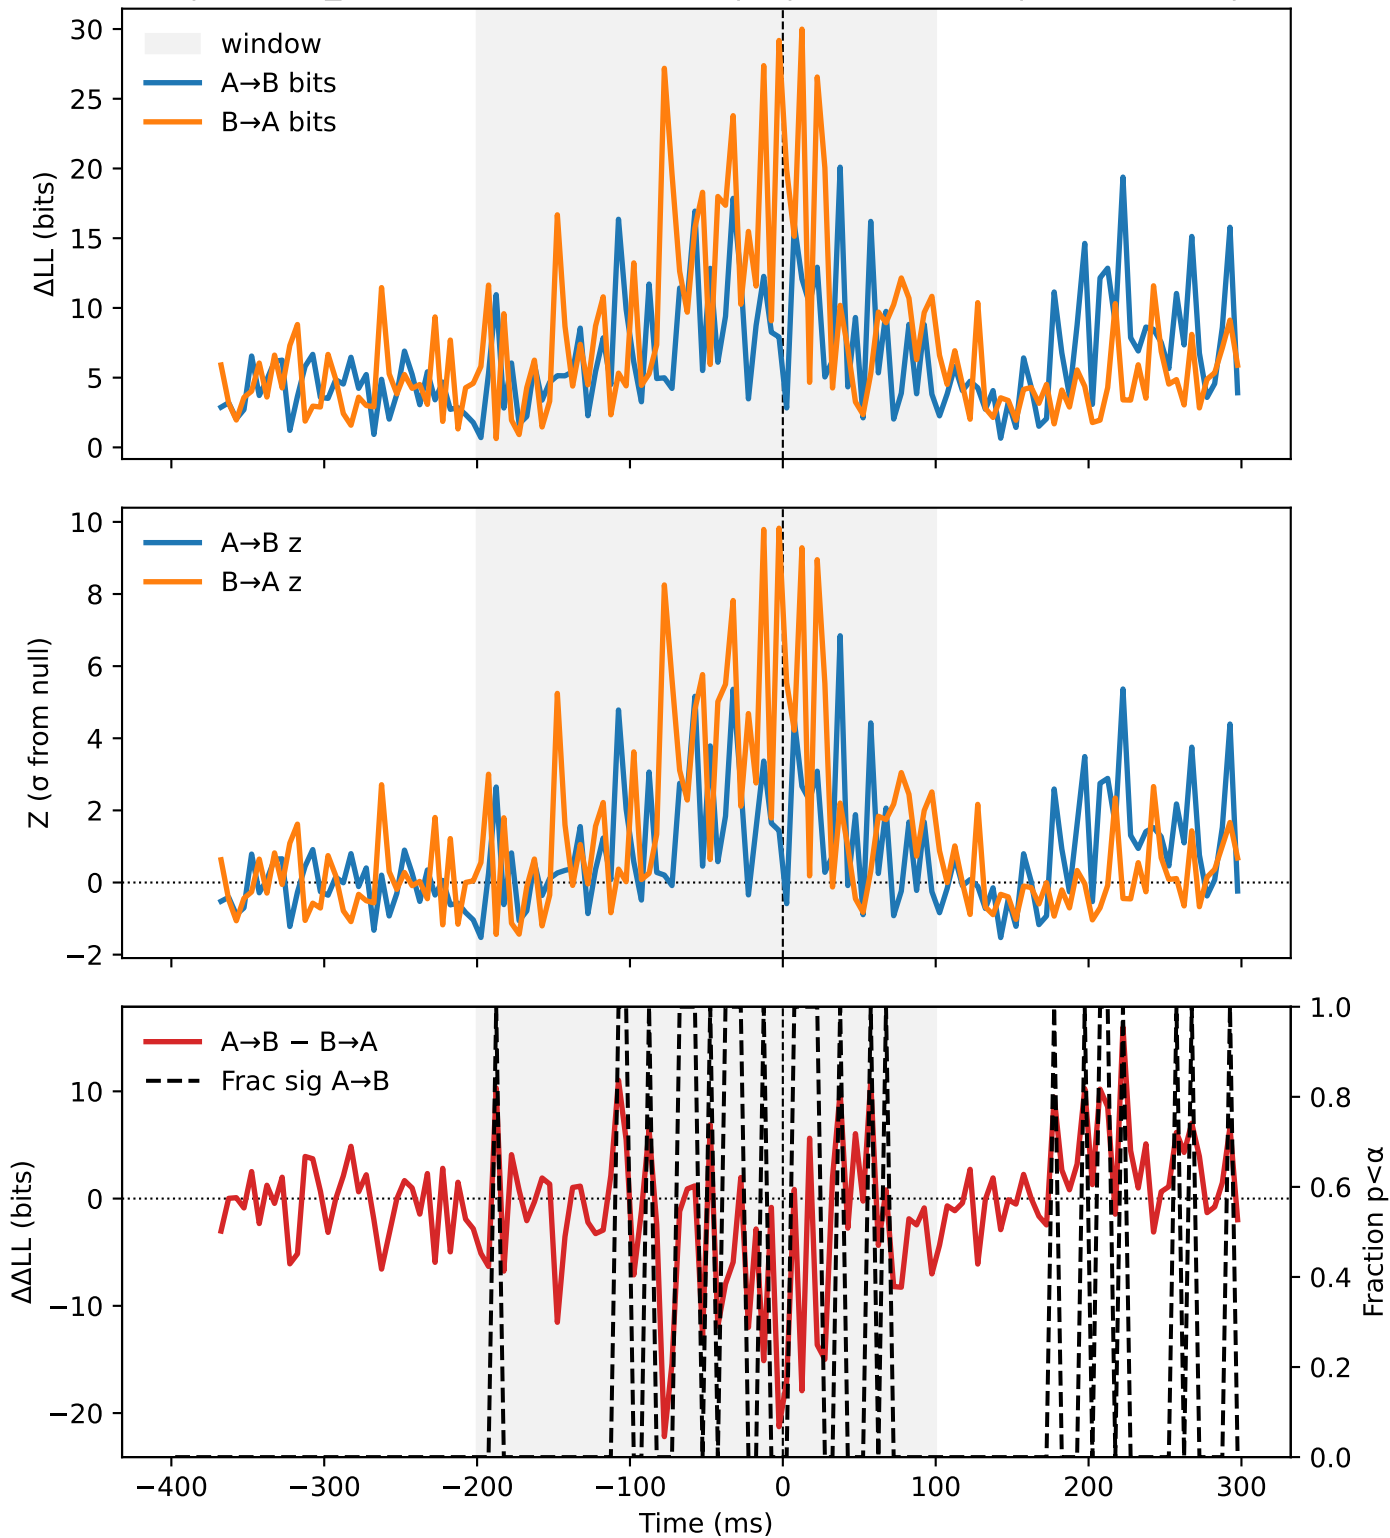 30
25
20
15
10
5
0
ΔLL (bits)
window
A→B bits
B→A bits
10
8
6
4
2
0
−2
Z (σ from null)
A→B z
B→A z
10
0
−10
−20
ΔΔLL (bits)
A→B − B→A
Frac sig A→B
1.0
0.8
0.6
0.4
0.2
0.0
Fraction p<α
−400 −300 −200 −100 0 100 200 300
Time (ms)